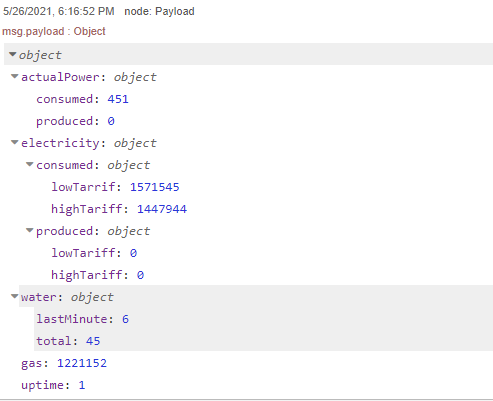 5/26/2021, 6:16:52 PM node: Payload
msg.payload : Object
object
actualPower: object
consumed: 451
produced: 0
electricity: object
consumed: object
lowTarrif: 1571545
highTariff: 1447944
produced: object
lowTariff: 0
highTariff: 0
water: object
lastMinute: 6
total: 45
gas: 1221152
uptime: 1